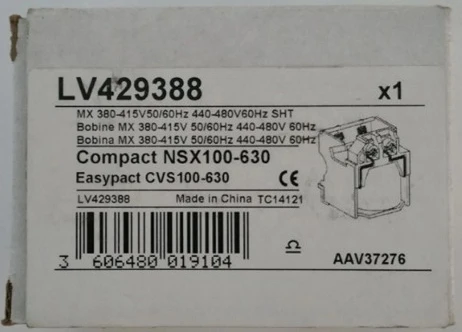 LV429388 x1
MX 380-415V50/60Hz 440-480V60Hz SHT
Bobine MX 380-415V 50/60Hz 440-480V 60Hz
Bobina MX 380-415V 50/60Hz 440-480V 60Hz
Compact NSX100-630
Easypact CVS100-630 CE
LV429388 Made in China TC14121
3 606480 019104 AAV37276